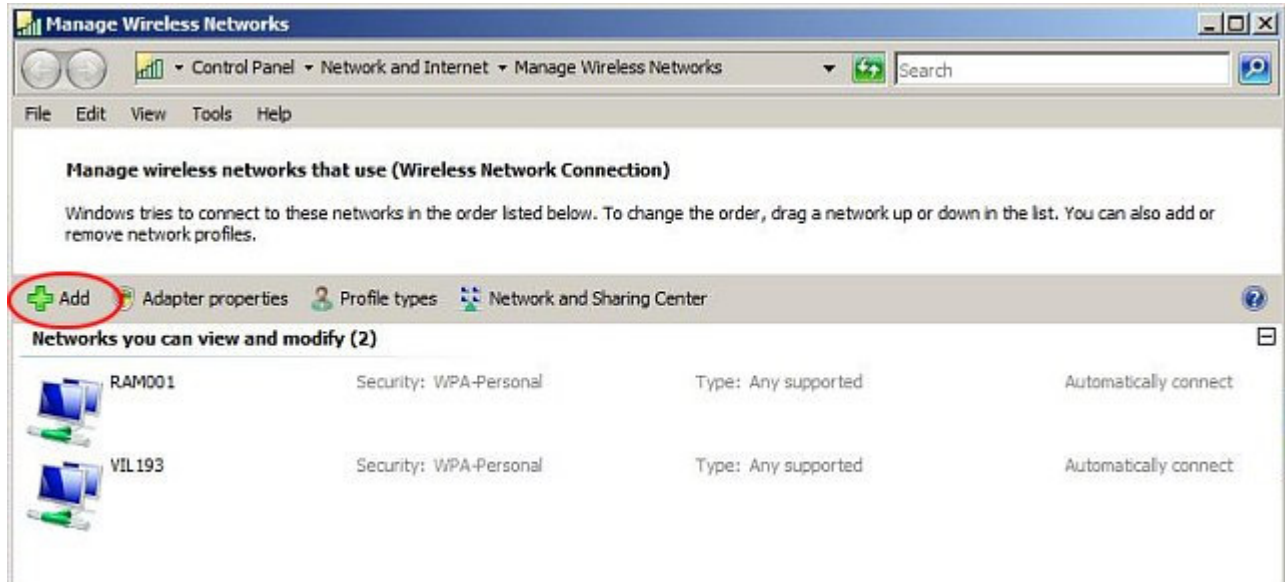 Manage Wireless Networks
Control Panel Network and Internet Manage Wireless Networks Search
File Edit View Tools Help
Manage wireless networks that use (Wireless Network Connection)
Windows tries to connect to these networks in the order listed below. To change the order, drag a network up or down in the list. You can also add or
remove network profiles.
Add Adapter properties Profile types Network and Sharing Center
Networks you can view and modify (2)
RAM001 Security: WPA-Personal Type: Any supported Automatically connect
VIL193 Security: WPA-Personal Type: Any supported Automatically connect